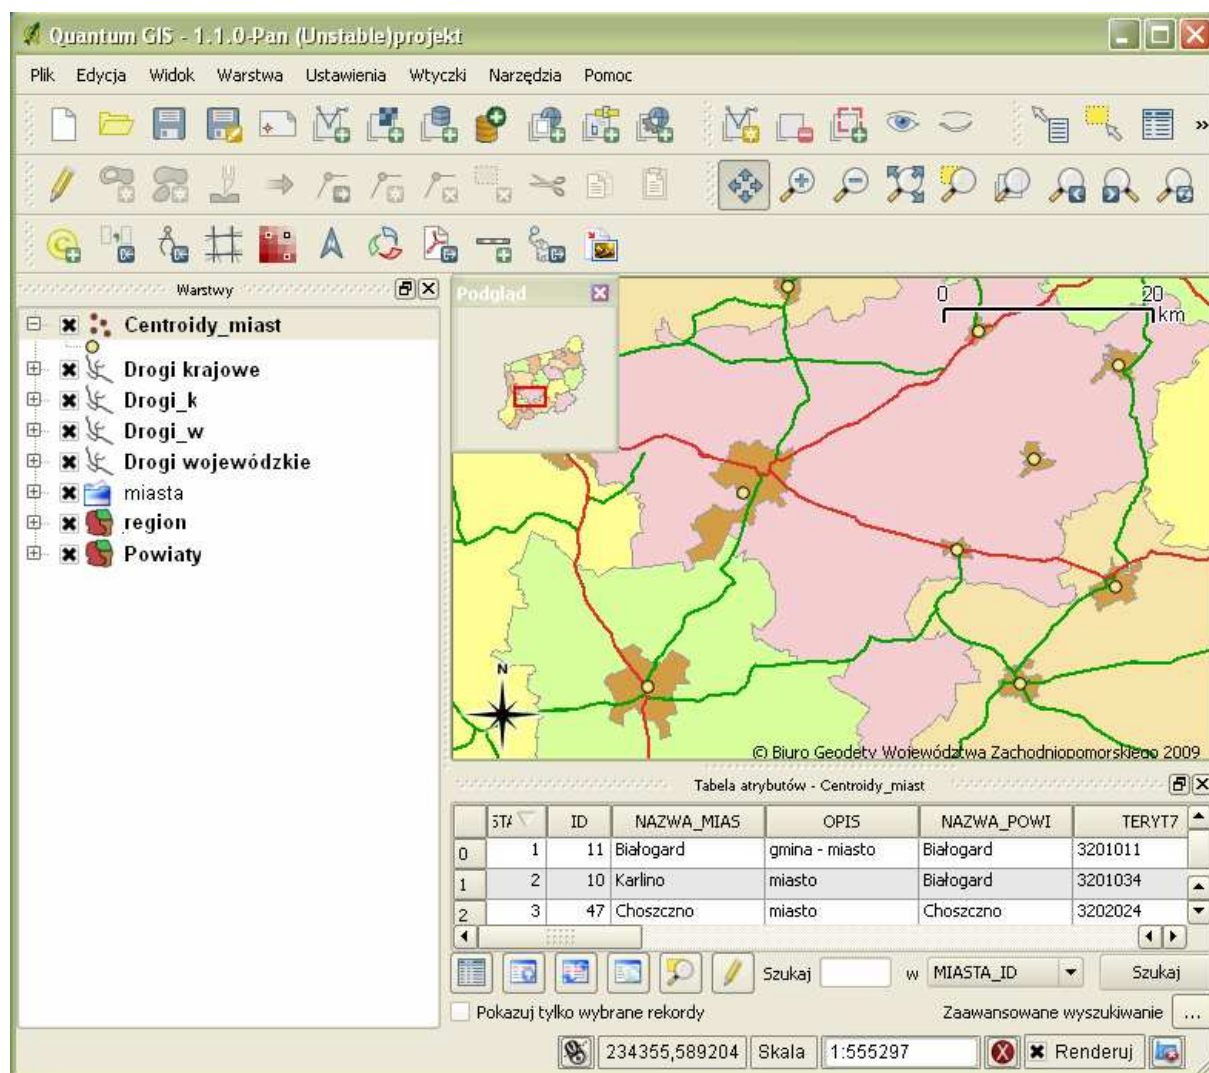 Quantum GIS - 1.1.0-Pan (Unstable)projekt
Plik Edycja Widok Warstwa Ustawienia Wtyczki Narzędzia Pomoc
Warstwy
Centroidy_miast
Drogi krajowe
Drogi_k
Drogi_w
Drogi wojewódzkie
miasta
region
Powiaty
Podgląd
0 20
km
N
© Biuro Geodety Województwa Zachodniopomorskiego 2009
Tabela atrybutów - Centroidy_miast
STA ID NAZWA_MIAS OPIS NAZWA_POWI TERYT7
0 1 11 Białogard gmina - miasto Białogard 3201011
1 2 10 Karlino miasto Białogard 3201034
2 3 47 Choszczno miasto Choszczno 3202024
Szukaj w MIASTA_ID Szukaj
Pokazuj tylko wybrane rekordy Zaawansowane wyszukiwanie ...
234355,589204 Skala 1:555297 Renderuj